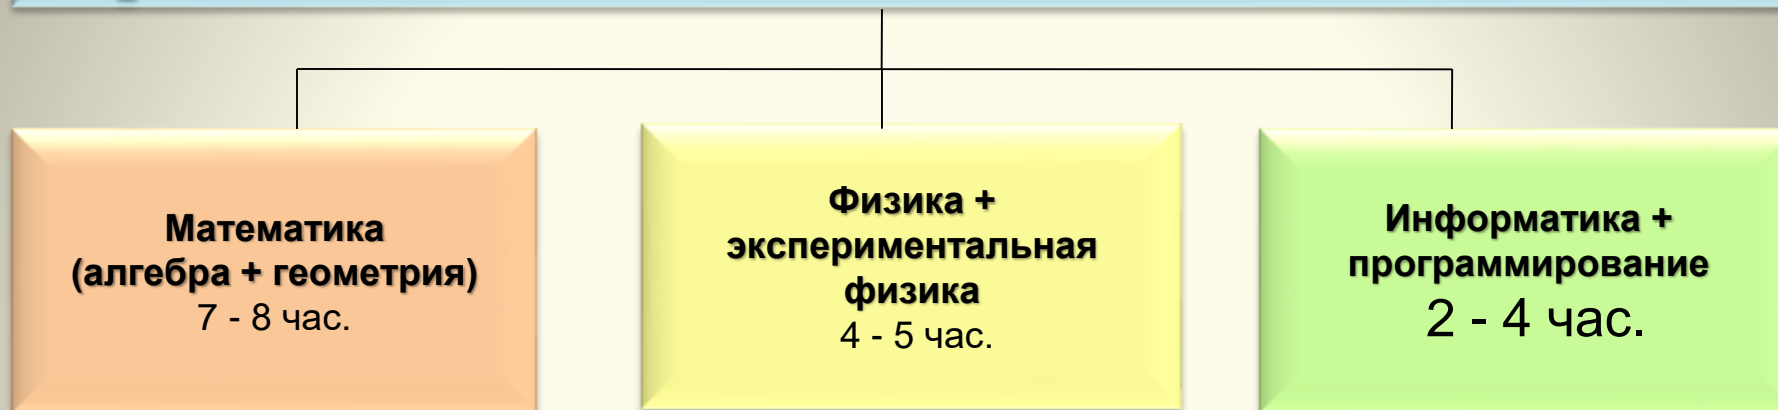 Математика
(алгебра + геометрия)
7 - 8 час.
Физика +
экспериментальная
физика
4 - 5 час.
Информатика +
программирование
2 - 4 час.